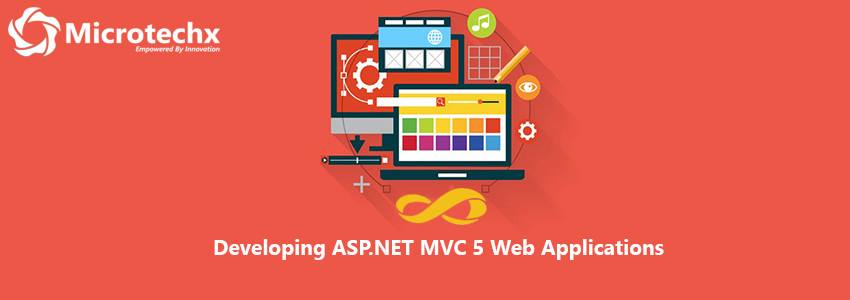 Microtechx
Empowered By Innovation
Developing ASP.NET MVC 5 Web Applications